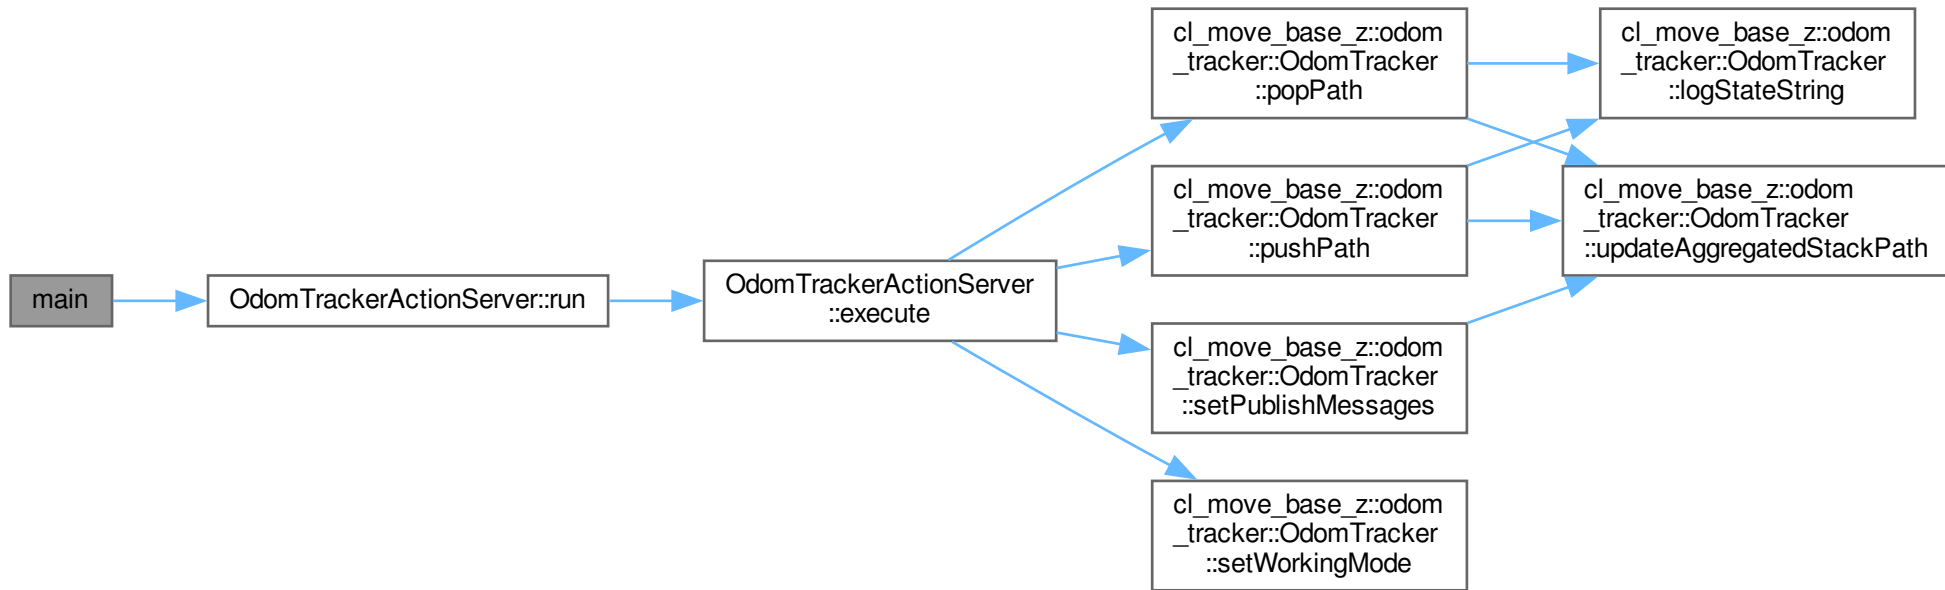 main
OdomTrackerActionServer::run
OdomTrackerActionServer
::execute
cl_move_base_z::odom
_tracker::OdomTracker
::popPath
cl_move_base_z::odom
_tracker::OdomTracker
::pushPath
cl_move_base_z::odom
_tracker::OdomTracker
::setPublishMessages
cl_move_base_z::odom
_tracker::OdomTracker
::setWorkingMode
cl_move_base_z::odom
_tracker::OdomTracker
::logStateString
cl_move_base_z::odom
_tracker::OdomTracker
::updateAggregatedStackPath